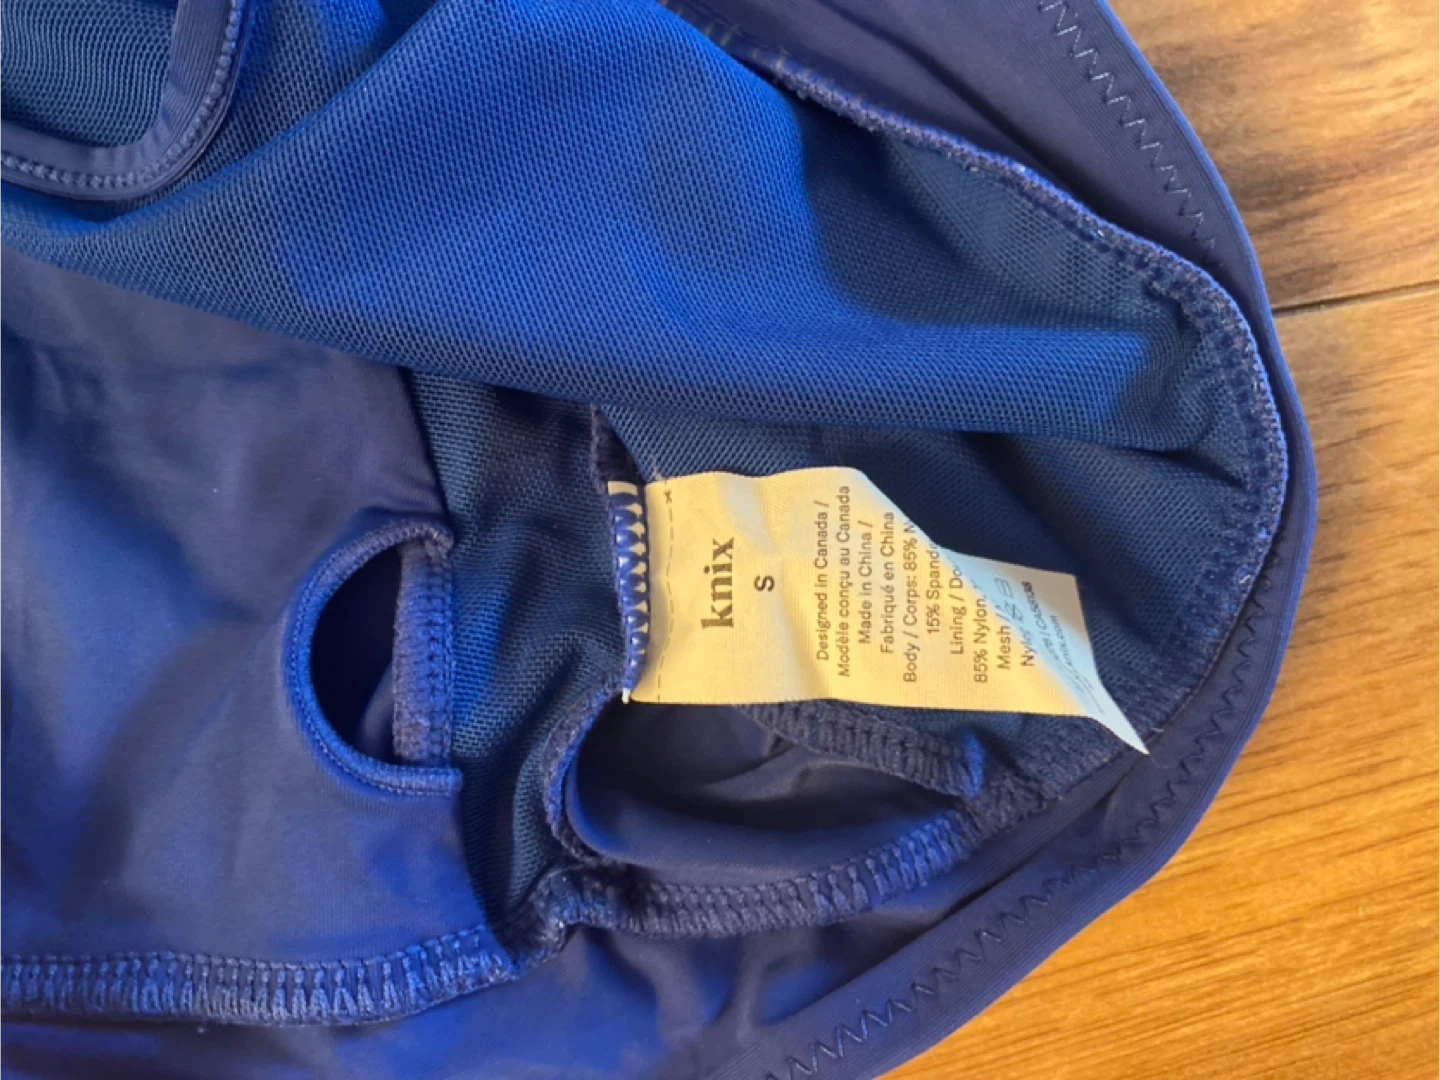 knix
S
Designed in Canada /
Modèle conçu au Canada
Made in China /
Fabriqué en China
Body / Corps: 85%
15%
Lining /
85% Nylon,
Mesh /